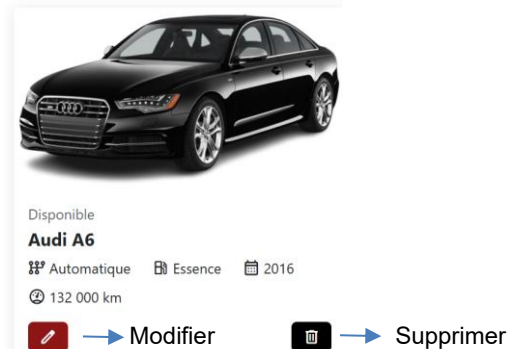 Disponible
Audi A6
Automatique Essence 2016
132 000 km
Modifier Supprimer